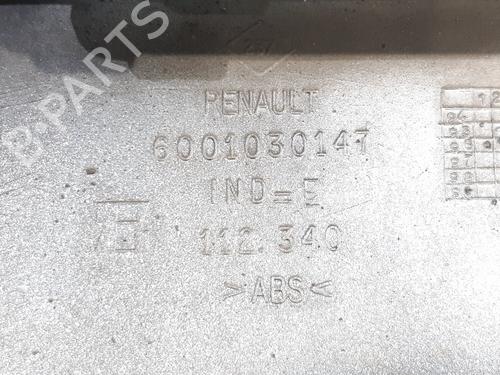 RENAULT
6001030147
IND=E
112.340
>ABS<
B-PARTS